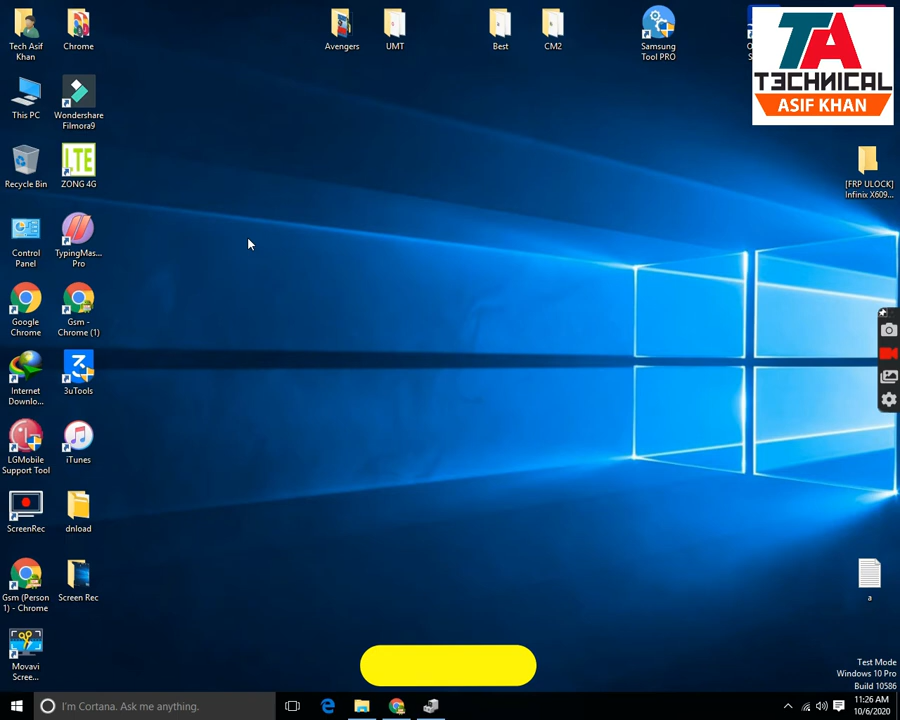 Tech Asif
Khan
Chrome
Avengers
UMT
Best
CM2
Samsung
Tool PRO
TECHNICAL
ASIF KHAN
This PC
Wondershare
Filmora9
Recycle Bin
LTE
ZONG 4G
[FRP ULOCK]
Infinix X609...
Control
Panel
TypingMas...
Pro
Google
Chrome
Gsm -
Chrome (1)
Internet
Downlo...
3uTools
LGMobile
Support Tool
iTunes
ScreenRec
dnload
Gsm (Person
1) - Chrome
Screen Rec
a
Movavi
Scree...
Test Mode
Windows 10 Pro
Build 10586
I'm Cortana. Ask me anything.
11:26 AM
10/6/2020